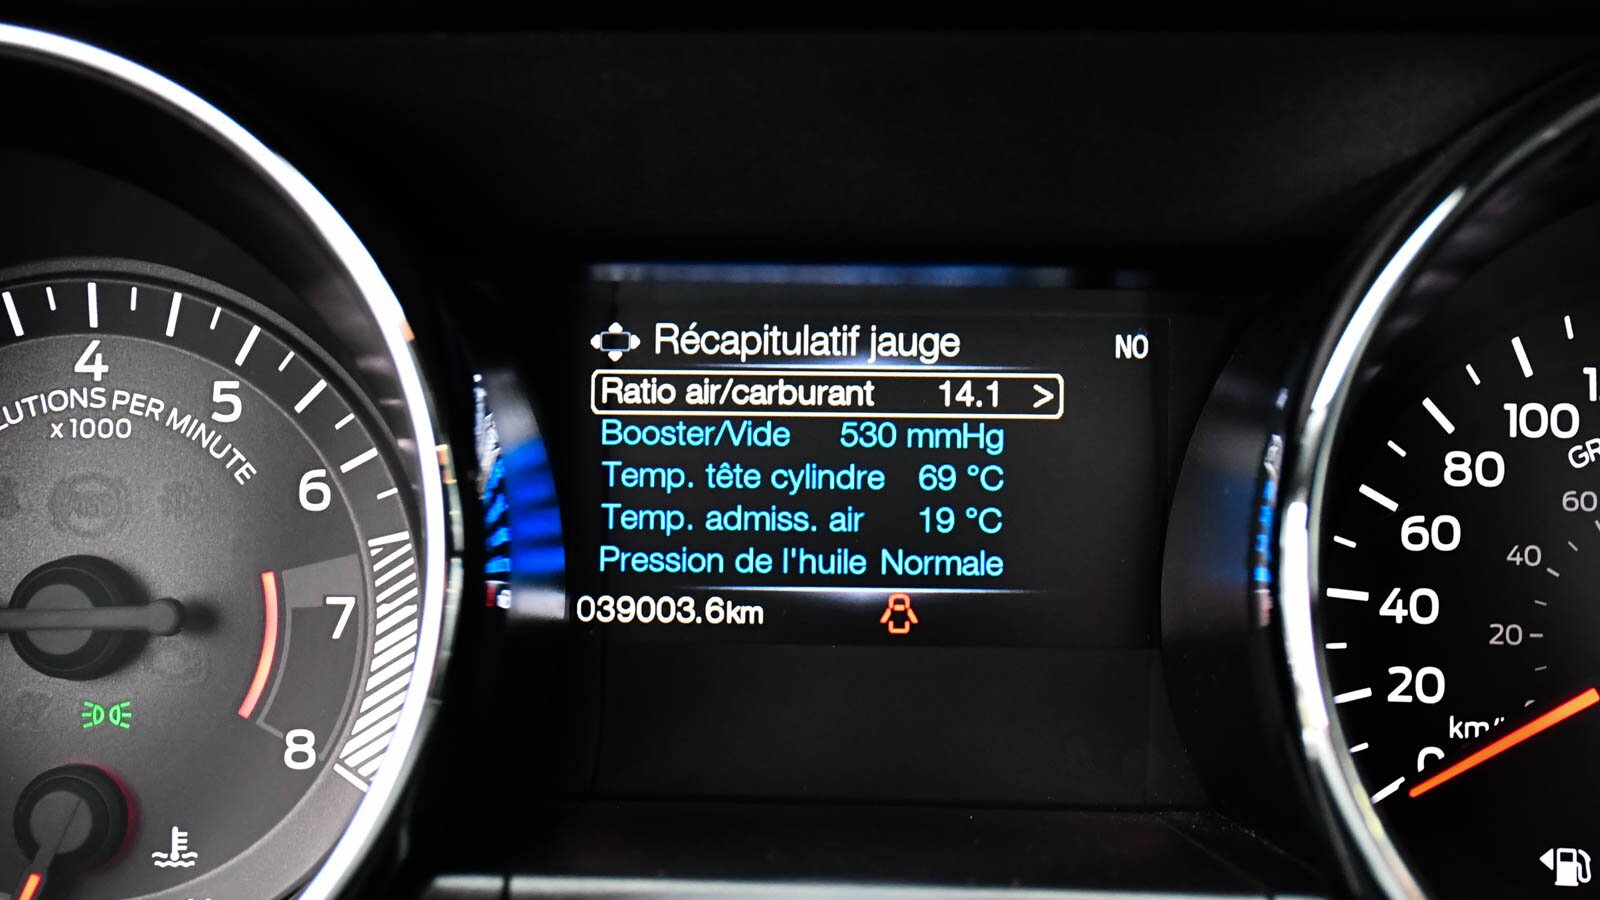 Récapitulatif jauge NO
Ratio air/carburant 14.1 >
Booster/Vide 530 mmHg
Temp. tête cylindre 69 °C
Temp. admiss. air 19 °C
Pression de l'huile Normale
039003.6km
4
5
6
7
8
PER MINUTE
x 1000
100
80
60
40
20
0
60
40
20